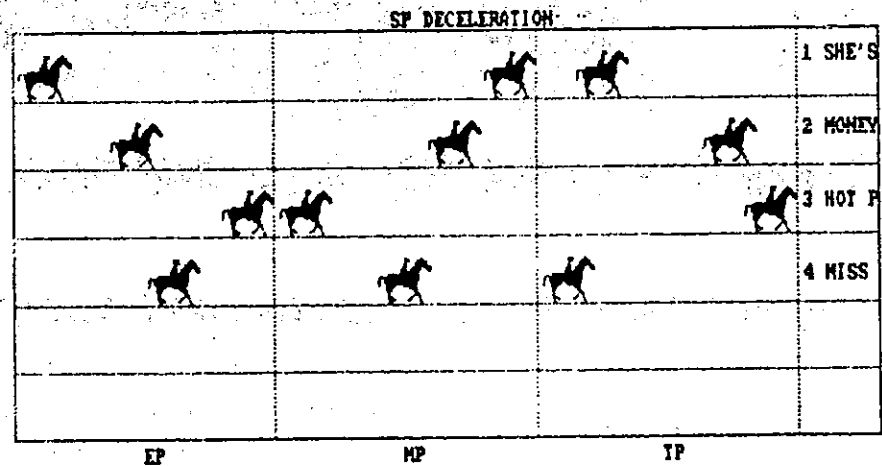 SP DECELERATION
1 SHE'S
2 MONEY
3 HOT P
4 MISS
EP MP TP